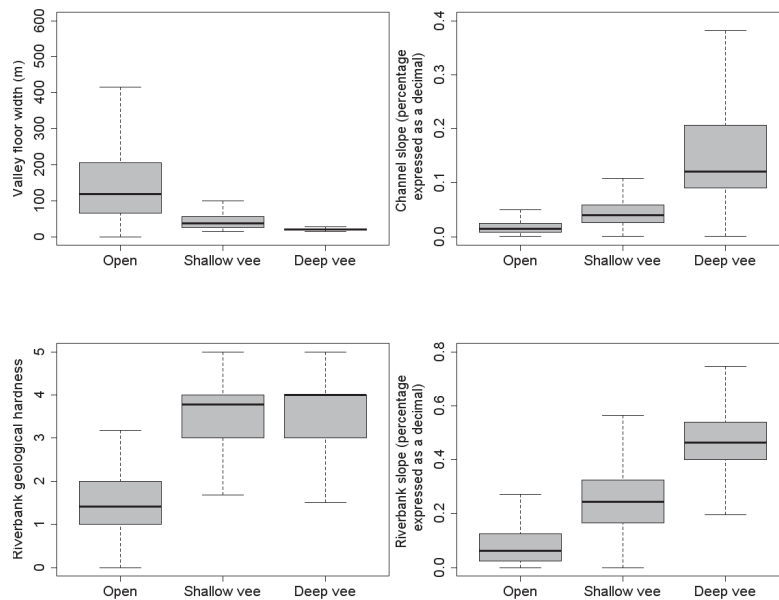 Valley floor width (m)
600
500
400
300
200
100
0
Open Shallow vee Deep vee
Channel slope (percentage
expressed as a decimal)
0.4
0.3
0.2
0.1
0.0
Open Shallow vee Deep vee
Riverbank geological hardness
5
4
3
2
1
0
Open Shallow vee Deep vee
Riverbank slope (percentage
expressed as a decimal)
0.8
0.6
0.4
0.2
0.0
Open Shallow vee Deep vee